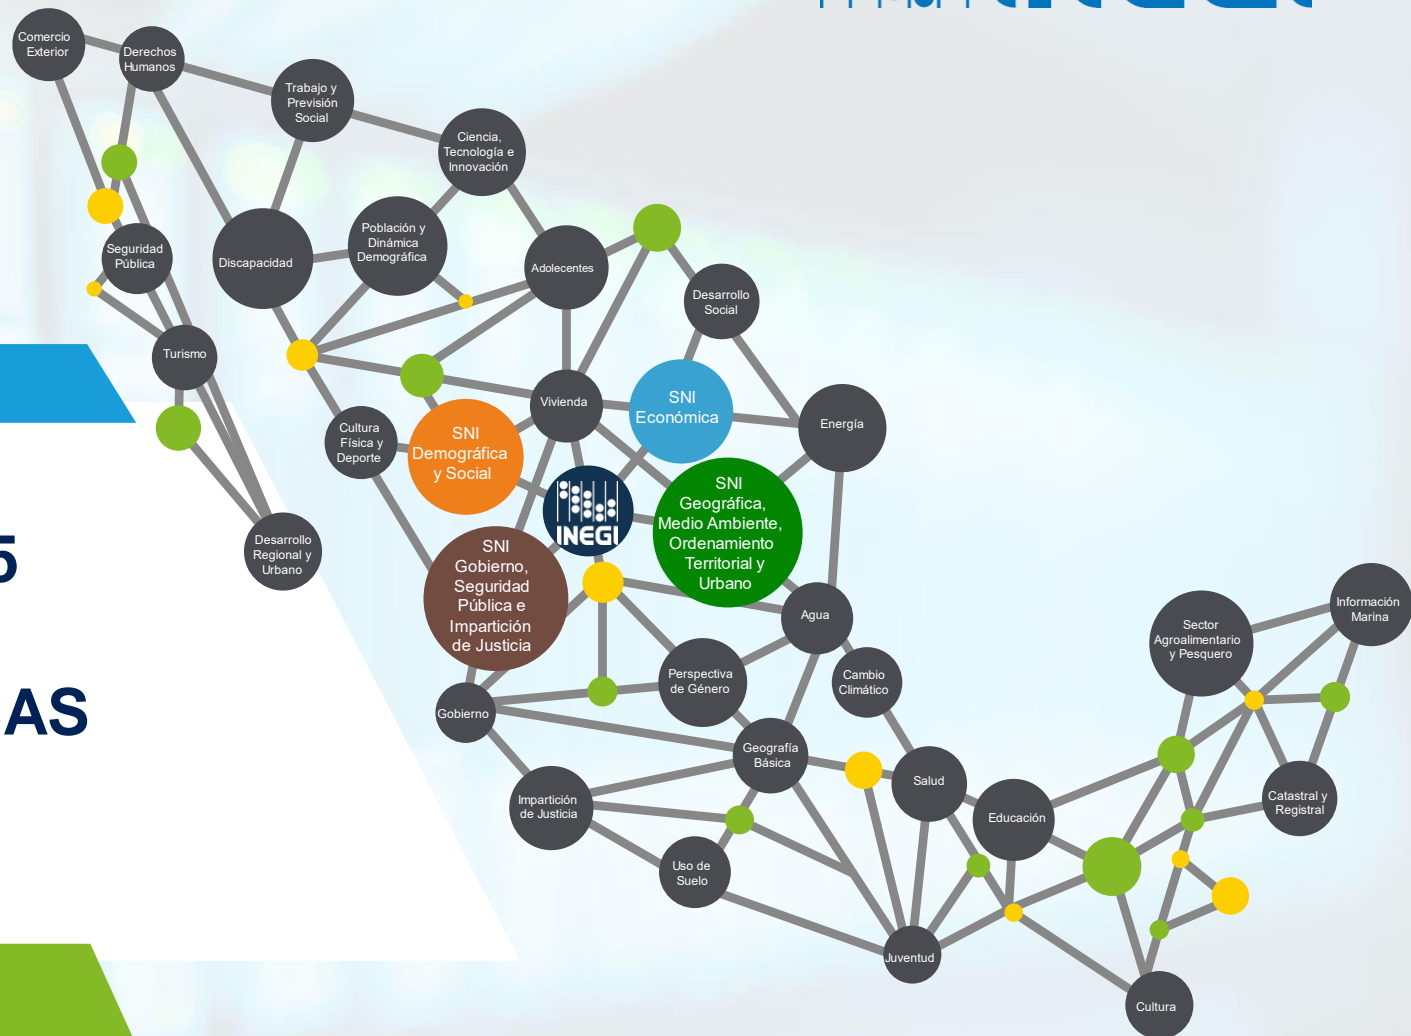 Comercio
Exterior
Derechos
Humanos
Trabajo y
Previsión
Social
Ciencia,
Tecnología e
Innovación
Seguridad
Pública
Discapacidad
Población y
Dinámica
Demográfica
Adolecentes
Desarrollo
Social
Turismo
Vivienda
SNI
Económica
Energía
Cultura
Física y
Deporte
SNI
Demográfica
y Social
INEGI
SNI
Geográfica,
Medio Ambiente,
Ordenamiento
Territorial y
Urbano
5
Desarrollo
Regional y
Urbano
SNI
Gobierno,
Seguridad
Pública e
Impartición
de Justicia
Agua
Sector
Agroalimentario
y Pesquero
Información
Marina
Perspectiva
de Género
Cambio
Climático
AS
Gobierno
Geografía
Básica
Salud
Impartición
de Justicia
Educación
Catastral y
Registral
Uso de
Suelo
Juventud
Cultura